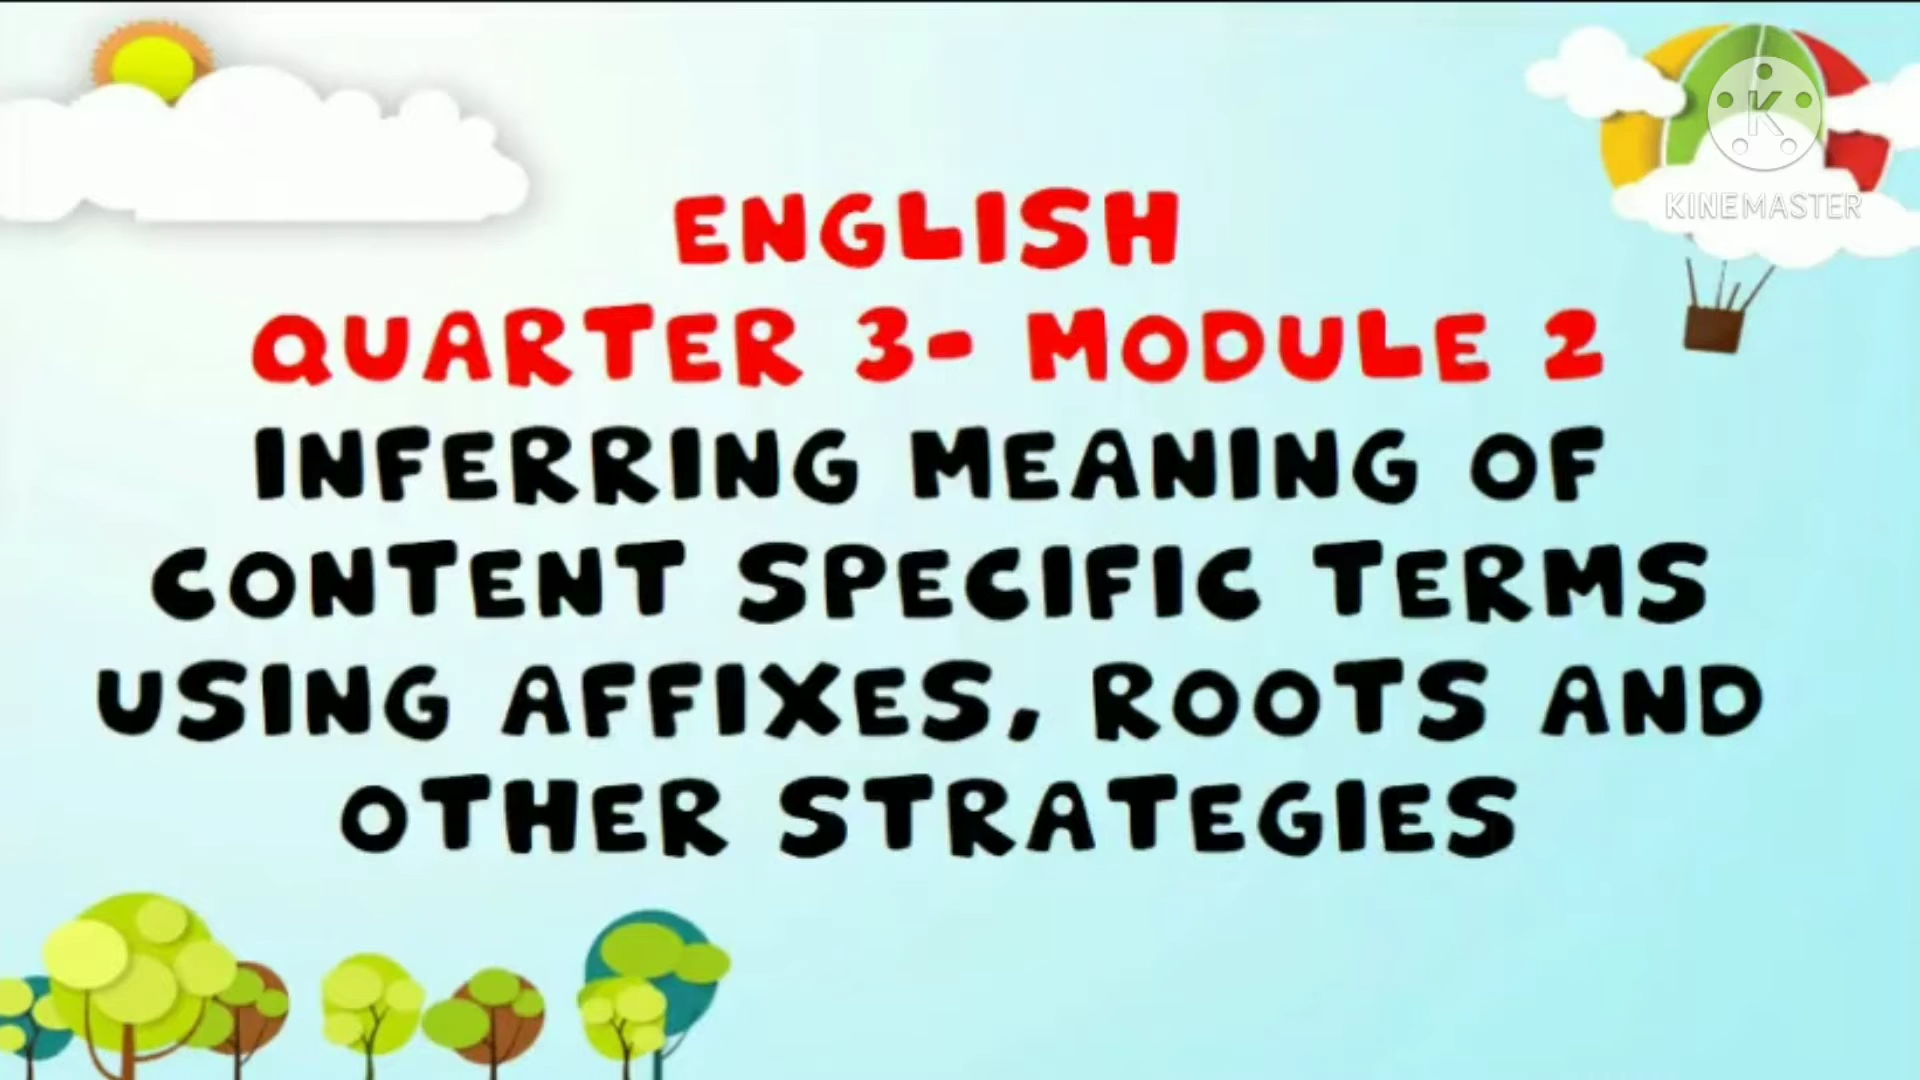 K
KINEMASTER
ENGLISH
QUARTER 3- MODULE 2
INFERRING MEANING OF
CONTENT SPECIFIC TERMS
USING AFFIXES, ROOTS AND
OTHER STRATEGIES